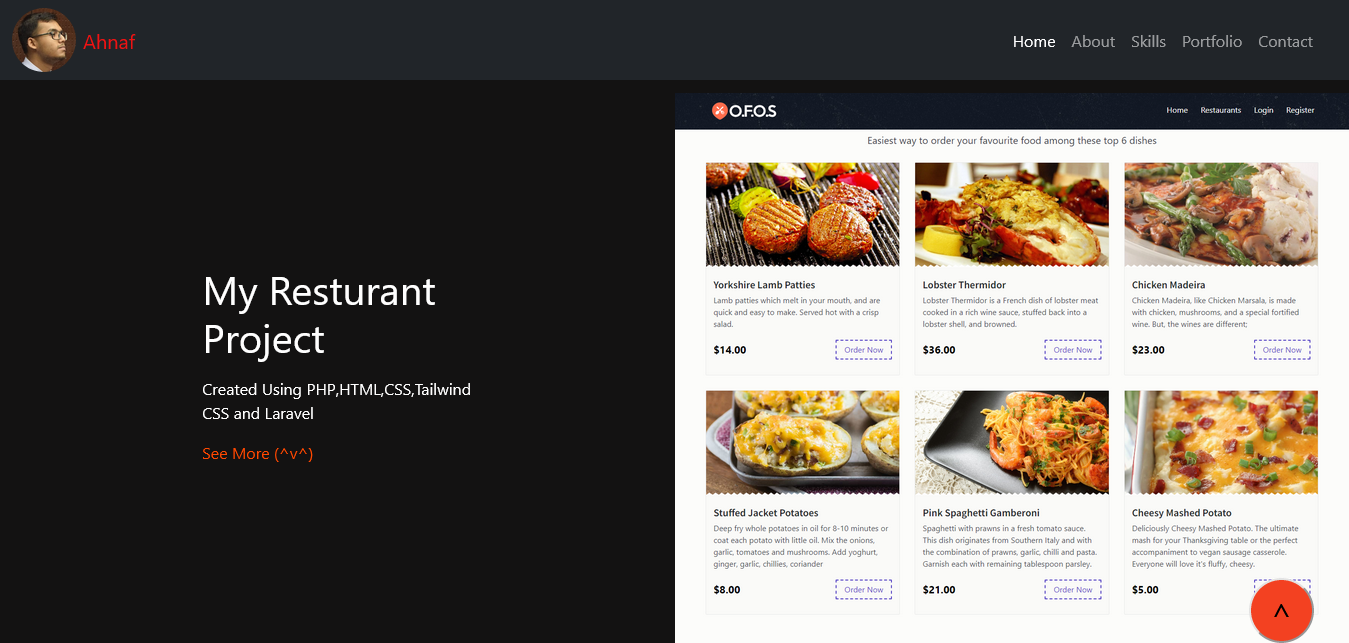 Ahnaf
Home About Skills Portfolio Contact
My Resturant
Project
Created Using PHP,HTML,CSS,Tailwind
CSS and Laravel
See More (^v^)
O.F.O.S
Home Restaurants Login Register
Easiest way to order your favourite food among these top 6 dishes
Yorkshire Lamb Patties
Lamb patties which melt in your mouth, and are
quick and easy to make. Served hot with a crisp
salad.
$14.00 Order Now
Lobster Thermidor
Lobster Thermidor is a French dish of lobster meat
cooked in a rich wine sauce, stuffed back into a
lobster shell, and browned.
$36.00 Order Now
Chicken Madeira
Chicken Madeira, like Chicken Marsala, is made
with chicken, mushrooms, and a special fortified
wine. But, the wines are different;
$23.00 Order Now
Stuffed Jacket Potatoes
Deep fry whole potatoes in oil for 8-10 minutes or
coat each potato with little oil. Mix the onions,
garlic, tomatoes and mushrooms. Add yoghurt,
ginger, garlic, chillies, coriander
$8.00 Order Now
Pink Spaghetti Gamberoni
Spaghetti with prawns in a fresh tomato sauce.
This dish originates from Southern Italy and with
the combination of prawns, garlic, chilli and pasta.
Garnish each with remaining tablespoon parsley.
$21.00 Order Now
Cheesy Mashed Potato
Deliciously Cheesy Mashed Potato. The ultimate
mash for your Thanksgiving table or the perfect
accompaniment to vegan sausage casserole.
Everyone will love it's fluffy, cheesy.
$5.00
^